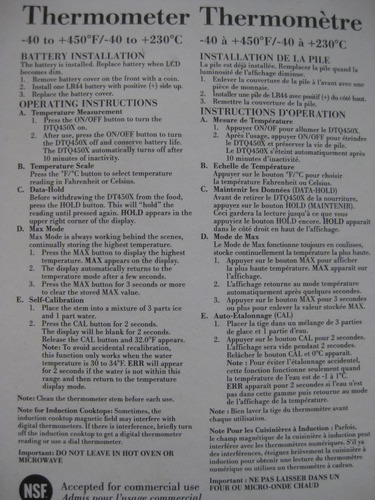 Thermometer
-40 to +450°F/-40 to +230°C
BATTERY INSTALLATION
The battery is installed. Replace battery when LCD
becomes dim.
1. Remove battery cover on the front with a coin.
2. Install one LR44 battery with positive (+) side up.
3. Replace the battery cover.
OPERATING INSTRUCTIONS
A. Temperature Measurement
1. Press the ON/OFF button to turn the
DTQ450X on.
2. After use, press the ON/OFF button to turn
the DTQ450X off and conserve battery life.
The DTQ450X automatically turns off after
10 minutes of inactivity.
B. Temperature Scale
Press the °F/°C button to select temperature
reading in Fahrenheit or Celsius.
C. Data-Hold
Before withdrawing the DTQ450X from the food,
press the HOLD button. This will "hold" the
reading until pressed again. HOLD appears in the
upper right corner of the display.
D. Max Mode
Max Mode is always working behind the scenes,
continually storing the highest temperature.
1. Press the MAX button to display the highest
temperature. MAX appears on the display.
2. The display automatically returns to the
temperature mode after a few seconds.
3. Press the MAX button for 3 seconds or more
to clear the stored MAX value.
E. Self-Calibration
1. Place the stem into a mixture of 3 parts ice
and 1 part water.
2. Press the CAL button for 2 seconds.
The display will be blank for 2 seconds.
Release the CAL button and 32.0°F appears.
Note: To avoid accidental recalibration,
this function only works when the water
temperature is 30 to 34°F. ERR will appear
for 2 seconds if the water is not within this
range and then return to the temperature
display mode.
Note: Clean the thermometer stem before each use.
Note for Induction Cooktops: Sometimes, the
induction cooktop magnetic field may interfere with
digital thermometers. If there is interference, briefly turn
off the induction cooktop to get a digital thermometer
reading or use a dial thermometer.
Important: DO NOT LEAVE IN HOT OVEN OR
MICROWAVE
Thermomètre
-40 à +450°F/-40 à +230°C
INSTALLATION DE LA PILE
La pile est déjà installée. Remplacez la pile quand la
luminosité de l'affichage diminue.
1. Enlever la couverture de la pile à l'avant avec une
pièce de monnaie.
2. Installer une pile de LR44 avec positif (+) du côté haut.
3. Remettre la couverture de la pile.
INSTRUCTIONS D'OPERATION
A. Mesure de Température
1. Appuyer ON/OFF pour allumer le DTQ450X.
2. Après l'usage, appuyer ON/OFF pour éteindre
le DTQ450X et préserver la vie de pile.
Le DTQ450X s'éteint automatiquement après
10 minutes d'inactivité.
B. Echelle de Température
Appuyer sur le bouton °F/°C pour choisir
la température Fahrenheit ou Celsius.
C. Maintenir les Données (DATA-HOLD)
Avant de retirer le DTQ450X de la nourriture,
appuyez sur le bouton HOLD (MAINTENIR).
Ceci gardera la lecture jusqu'à ce que vous
appuyiez le bouton HOLD encore. HOLD apparaît
dans le côté droit en haut de l'affichage.
D. Mode de Max
Le Mode de Max fonctionne toujours en coulisses,
stocke continuellement la température la plus haute.
1. Appuyer sur le bouton MAX pour afficher
la plus haute température. MAX apparaît sur
l'affichage.
2. L'affichage retourne au mode température
automatiquement après quelques secondes.
3. Appuyer sur le bouton MAX pour 3 seconds
ou plus pour enlever la valeur stockée MAX.
E. Auto-Etalonnage (CAL)
1. Placer la tige dans un mélange de 3 parties
de glace et 1 partie d'eau.
2. Appuyer sur le bouton CAL pour 2 secondes.
L'affichage sera vide pendant 2 secondes.
Relâcher le bouton CAL et 0°C apparaît.
Note : Pour éviter l'étalonnage accidentel,
cette fonction fonctionne seulement quand
la température de l'eau est de -1 à 1°C.
ERR apparaît pour 2 secondes si l'eau n'est
pas dans cette gamme puis retourne au mode
de l'affichage de la température.
Note : Bien laver la tige du thermomètre avant
chaque utilisation.
Note Pour les Cuisinières à Induction : Parfois,
le champ magnétique de la cuisinière à induction peut
interférer avec les thermomètres numériques. S'il y a
des interférences, éteignez brièvement la cuisinière à
induction pour obtenir une lecture du thermomètre
numérique ou utilisez un thermomètre à cadran.
Important : NE PAS LAISSER DANS UN
FOUR OU MICRO-ONDE CHAUD
NSF
Accepted for commercial use
Admis pour l'usage commercial